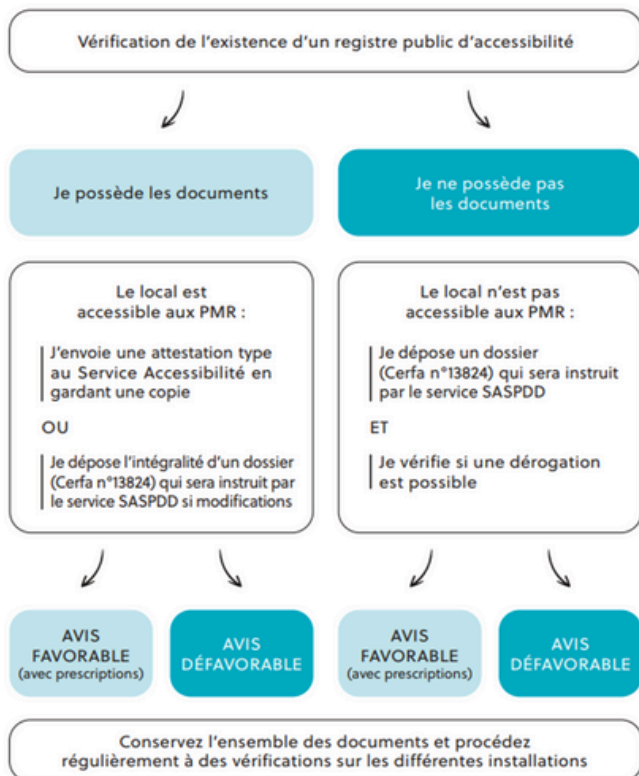 Vérification de l'existence d'un registre public d'accessibilité
Je possède les documents
Je ne possède pas
les documents
Le local est
accessible aux PMR :
J'envoie une attestation type
au Service Accessibilité en
gardant une copie
OU
Je dépose l'intégralité d'un dossier
(Cerfa n°13824) qui sera instruit par
le service SASPDD si modifications
Le local n'est pas
accessible aux PMR :
Je dépose un dossier
(Cerfa n°13824) qui sera instruit
par le service SASPDD
ET
Je vérifie si une dérogation
est possible
AVIS
FAVORABLE
(avec prescriptions)
AVIS
DÉFAVORABLE
AVIS
FAVORABLE
(avec prescriptions)
AVIS
DÉFAVORABLE
Conservez l'ensemble des documents et procédez
régulièrement à des vérifications sur les différentes installations